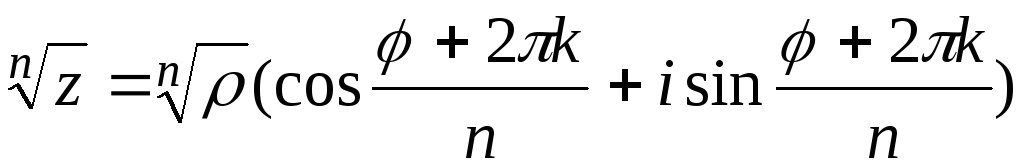 ⁿ√z = ⁿ√ρ(cos (ϕ + 2πk)/n + i sin (ϕ + 2πk)/n)